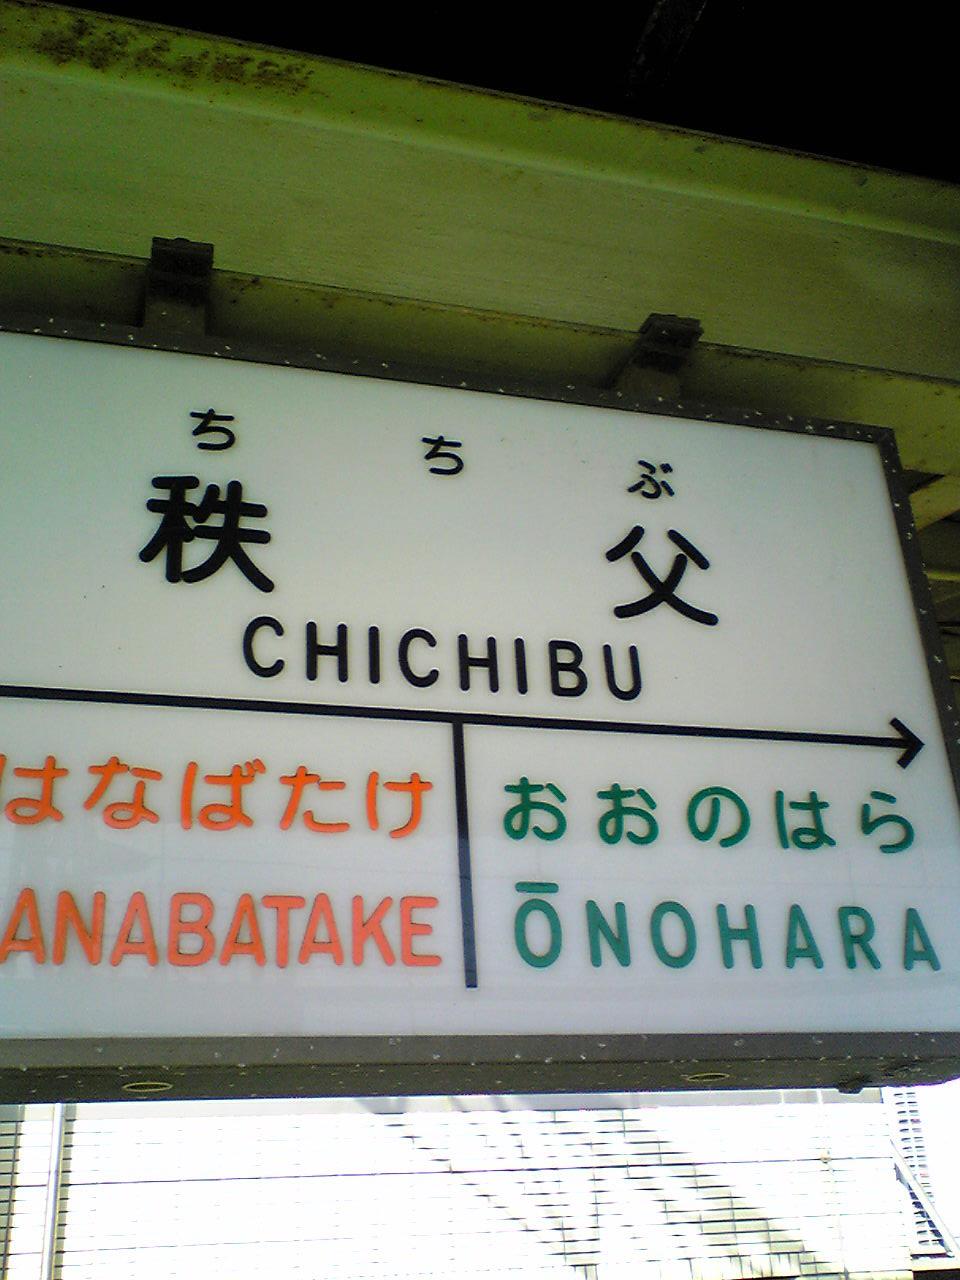 ち ち ぶ
秩 父
CHICHIBU
はなばたけ おおのはら
ANABATAKE ŌNOHARA